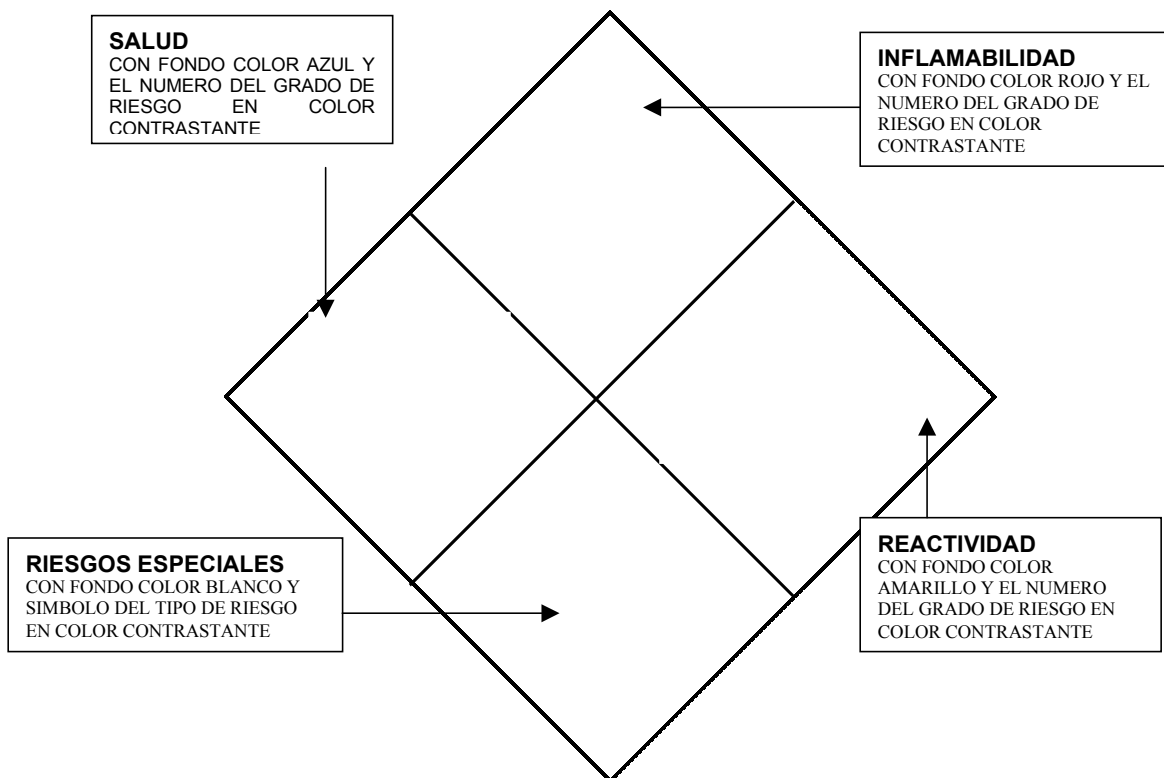 SALUD
CON FONDO COLOR AZUL Y
EL NUMERO DEL GRADO DE
RIESGO EN COLOR
CONTRASTANTE
INFLAMABILIDAD
CON FONDO COLOR ROJO Y EL
NUMERO DEL GRADO DE
RIESGO EN COLOR
CONTRASTANTE
RIESGOS ESPECIALES
CON FONDO COLOR BLANCO Y
SIMBOLO DEL TIPO DE RIESGO
EN COLOR CONTRASTANTE
REACTIVIDAD
CON FONDO COLOR
AMARILLO Y EL NUMERO
DEL GRADO DE RIESGO EN
COLOR CONTRASTANTE